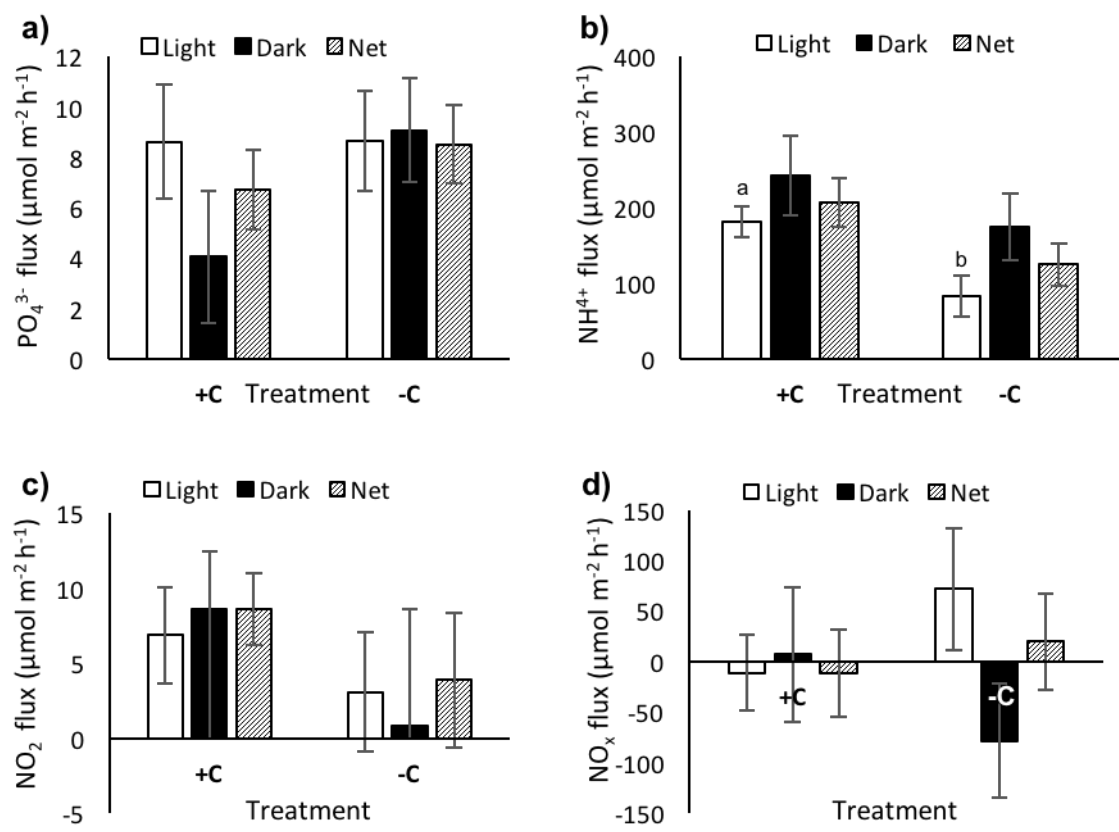 a)
Light Dark Net
PO₄³⁻ flux (µmol m⁻² h⁻¹)
12
10
8
6
4
2
0
+C Treatment -C
b)
Light Dark Net
NH⁴⁺ flux (µmol m⁻² h⁻¹)
400
300
200
100
0
a
b
+C Treatment -C
c)
Light Dark Net
NO₂ flux (µmol m⁻² h⁻¹)
15
10
5
0
-5
+C -C
Treatment
d)
Light Dark Net
NOₓ flux (µmol m⁻² h⁻¹)
150
100
50
0
-50
-100
-150
+C -C
Treatment